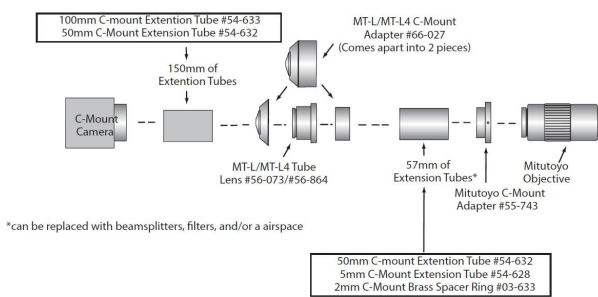 100mm C-mount Extention Tube #54-633
50mm C-mount Extension Tube #54-632
MT-L/MT-L4 C-Mount
Adapter #66-027
(Comes apart into 2 pieces)
150mm of
Extention Tubes
C-Mount
Camera
MT-L/MT-L4 Tube
Lens #56-073/#56-864
57mm of
Extension Tubes*
Mitutoyo
Objective
Mitutoyo C-Mount
Adapter #55-743
*can be replaced with beamsplitters, filters, and/or a airspace
50mm C-mount Extention Tube #54-632
5mm C-Mount Extension Tube #54-628
2mm C-Mount Brass Spacer Ring #03-633